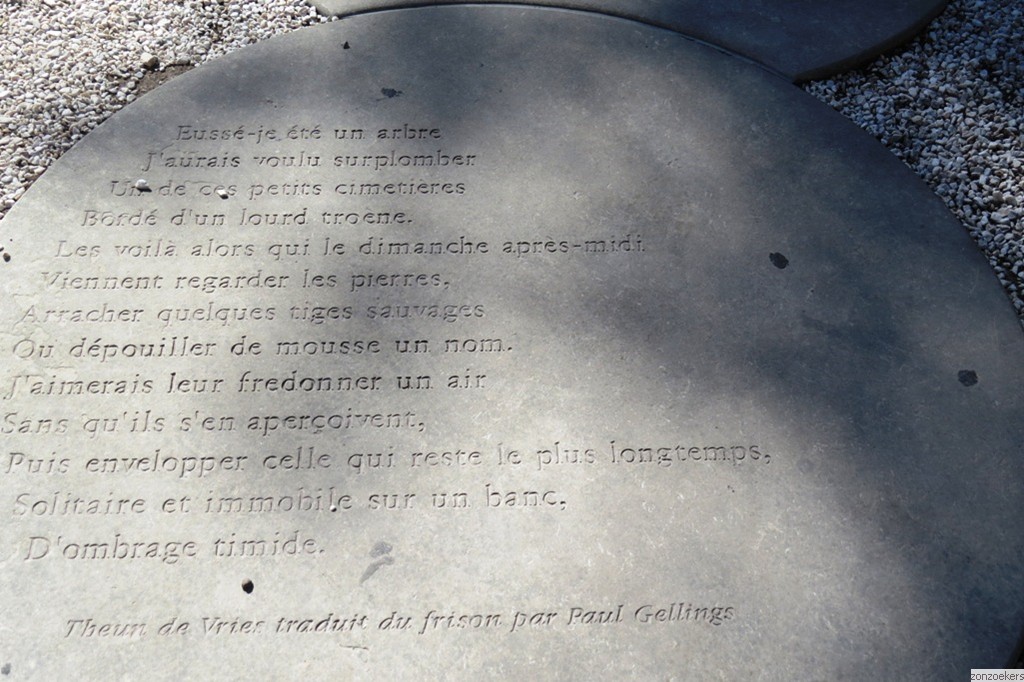 Eussé-je été un arbre
J'aurais voulu surplomber
Un de ces petits cimetières
Bordé d'un lourd troene.
Les voilà alors qui le dimanche après-midi
Viennent regarder les pierres,
Arracher quelques tiges sauvages
Ou dépouiller de mousse un nom.
J'aimerais leur fredonner un air
Sans qu'ils s'en aperçoivent,
Puis envelopper celle qui reste le plus longtemps,
Solitaire et immobile sur un banc,
D'ombrage timide.
Theun de Vries traduit du frison par Paul Gellings
zonzoekers